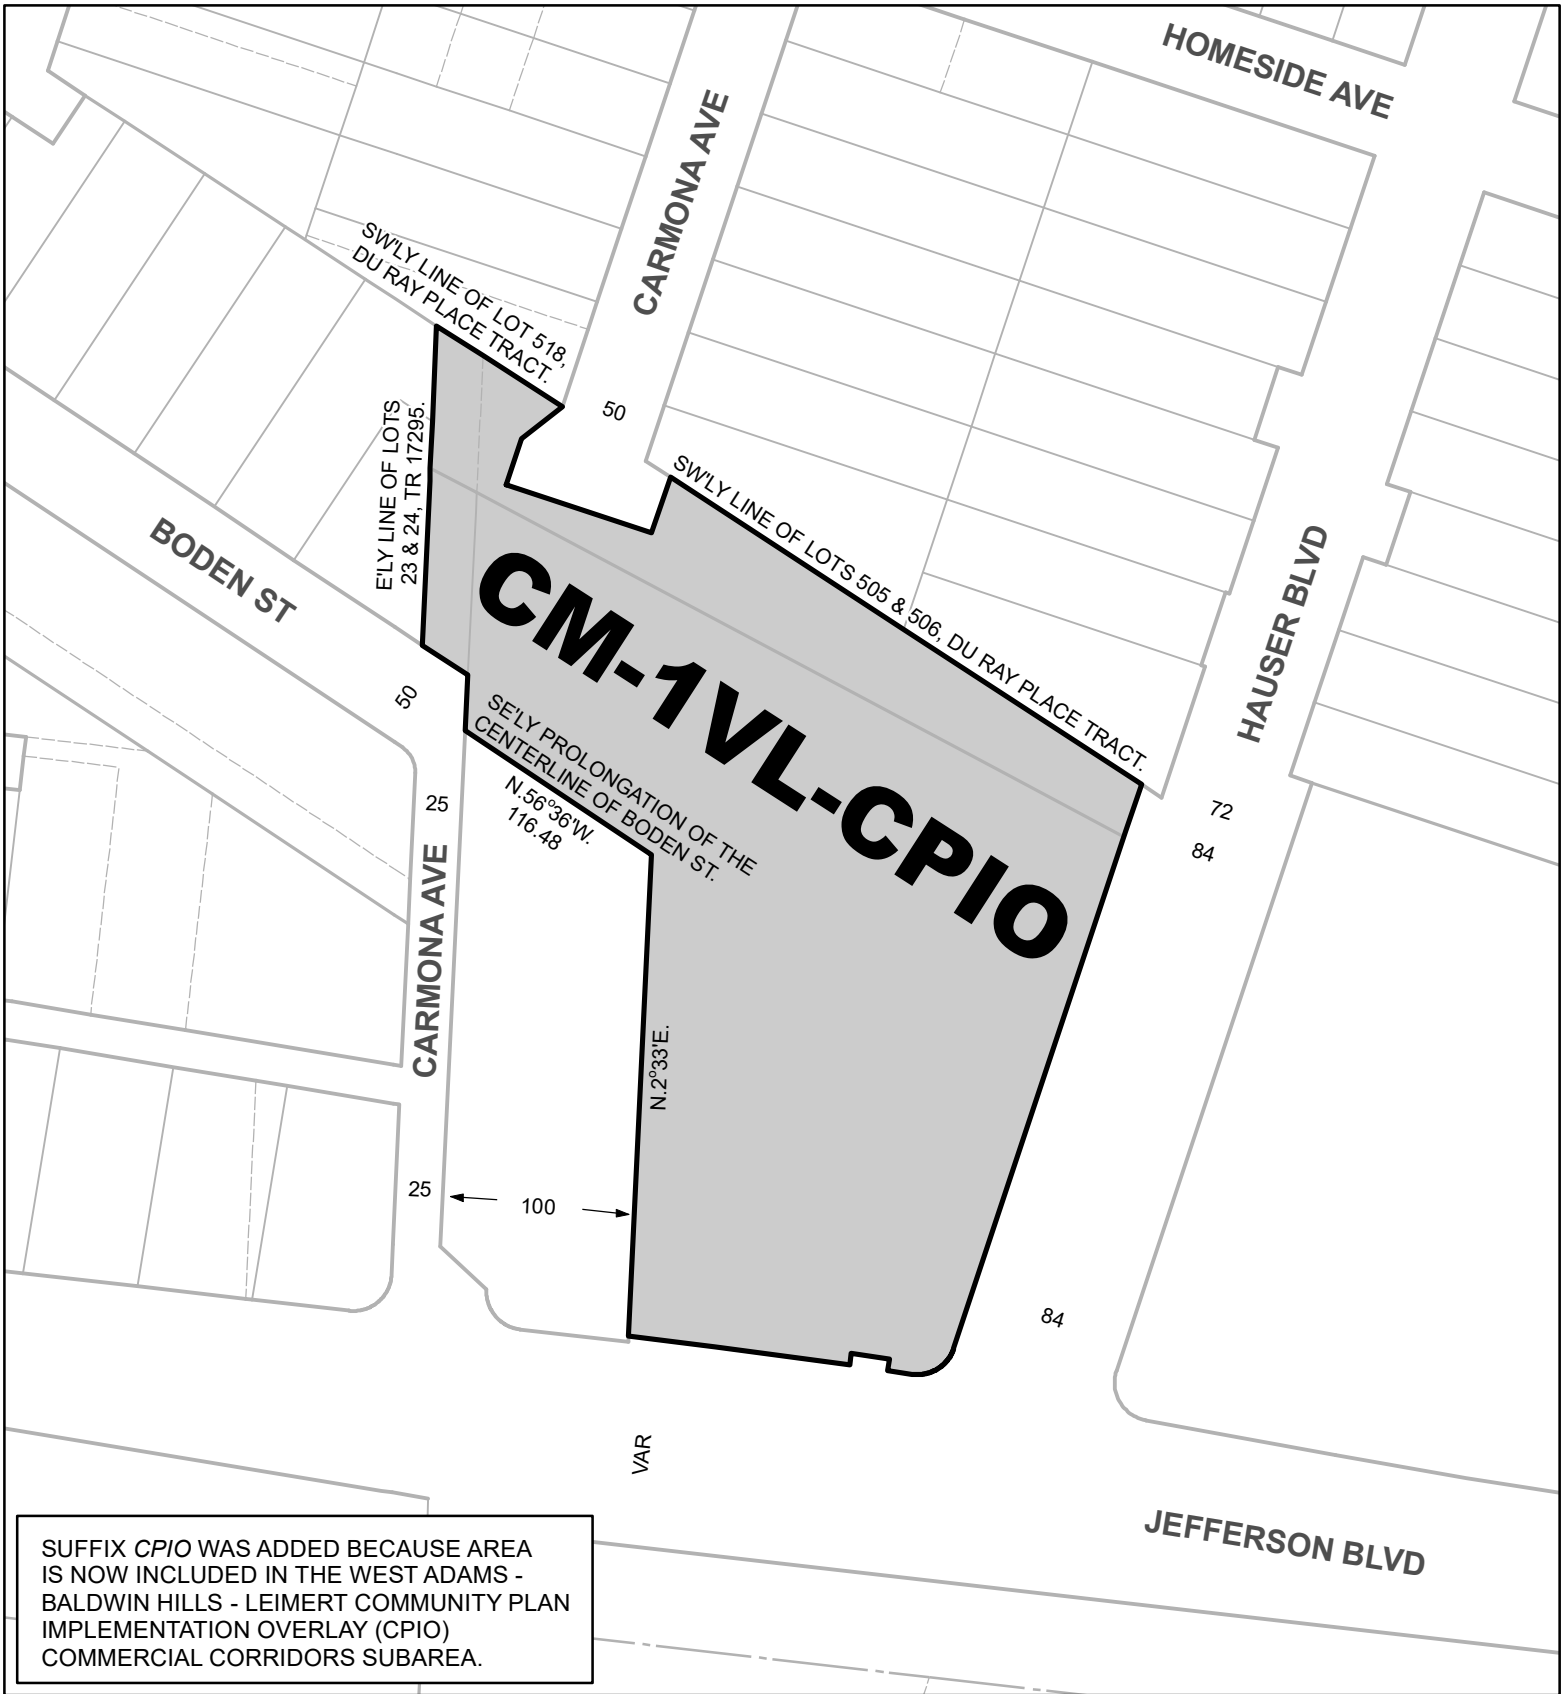 HOMESIDE AVE
CARMONA AVE
SW'LY LINE OF LOT 518,
DU RAY PLACE TRACT.
50
E'LY LINE OF LOTS
23 & 24, TR 17295.
SW'LY LINE OF LOTS 505 & 506, DU RAY PLACE TRACT.
BODEN ST
HAUSER BLVD
CM-1VL-CPIO
50
SE'LY PROLONGATION OF THE
CENTERLINE OF BODEN ST.
N.56°36'W.
116.48
25
72
84
CARMONA AVE
N.2°33'E.
25
100
84
VAR
JEFFERSON BLVD
SUFFIX CPIO WAS ADDED BECAUSE AREA
IS NOW INCLUDED IN THE WEST ADAMS -
BALDWIN HILLS - LEIMERT COMMUNITY PLAN
IMPLEMENTATION OVERLAY (CPIO)
COMMERCIAL CORRIDORS SUBAREA.